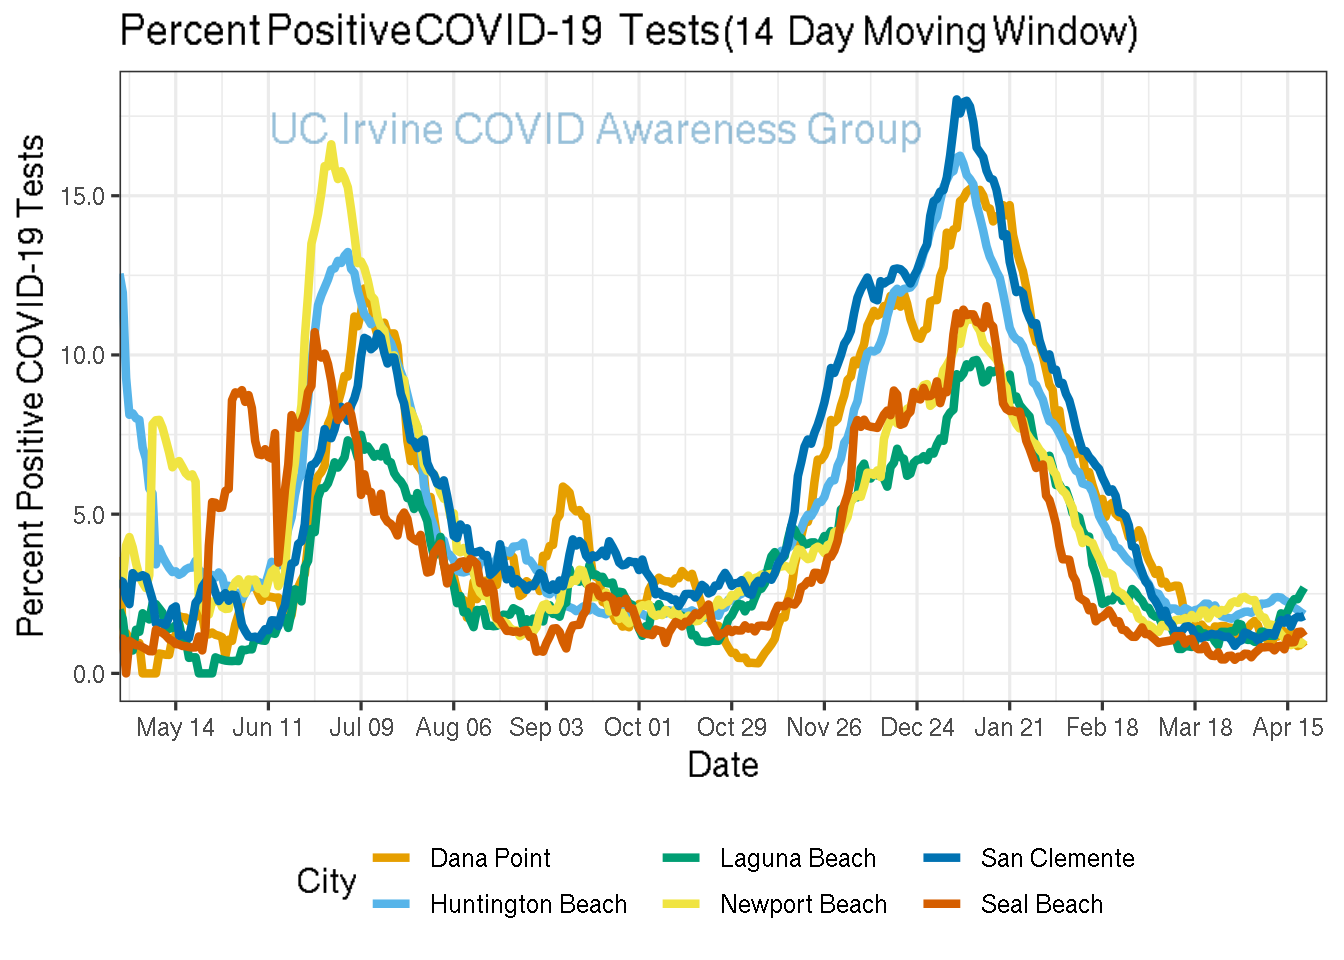 Percent Positive COVID-19 Tests(14 Day Moving Window)
UC Irvine COVID Awareness Group
Percent Positive COVID-19 Tests
15.0
10.0
5.0
0.0
May 14 Jun 11 Jul 09 Aug 06 Sep 03 Oct 01 Oct 29 Nov 26 Dec 24 Jan 21 Feb 18 Mar 18 Apr 15
Date
City
Dana Point Laguna Beach San Clemente
Huntington Beach Newport Beach Seal Beach